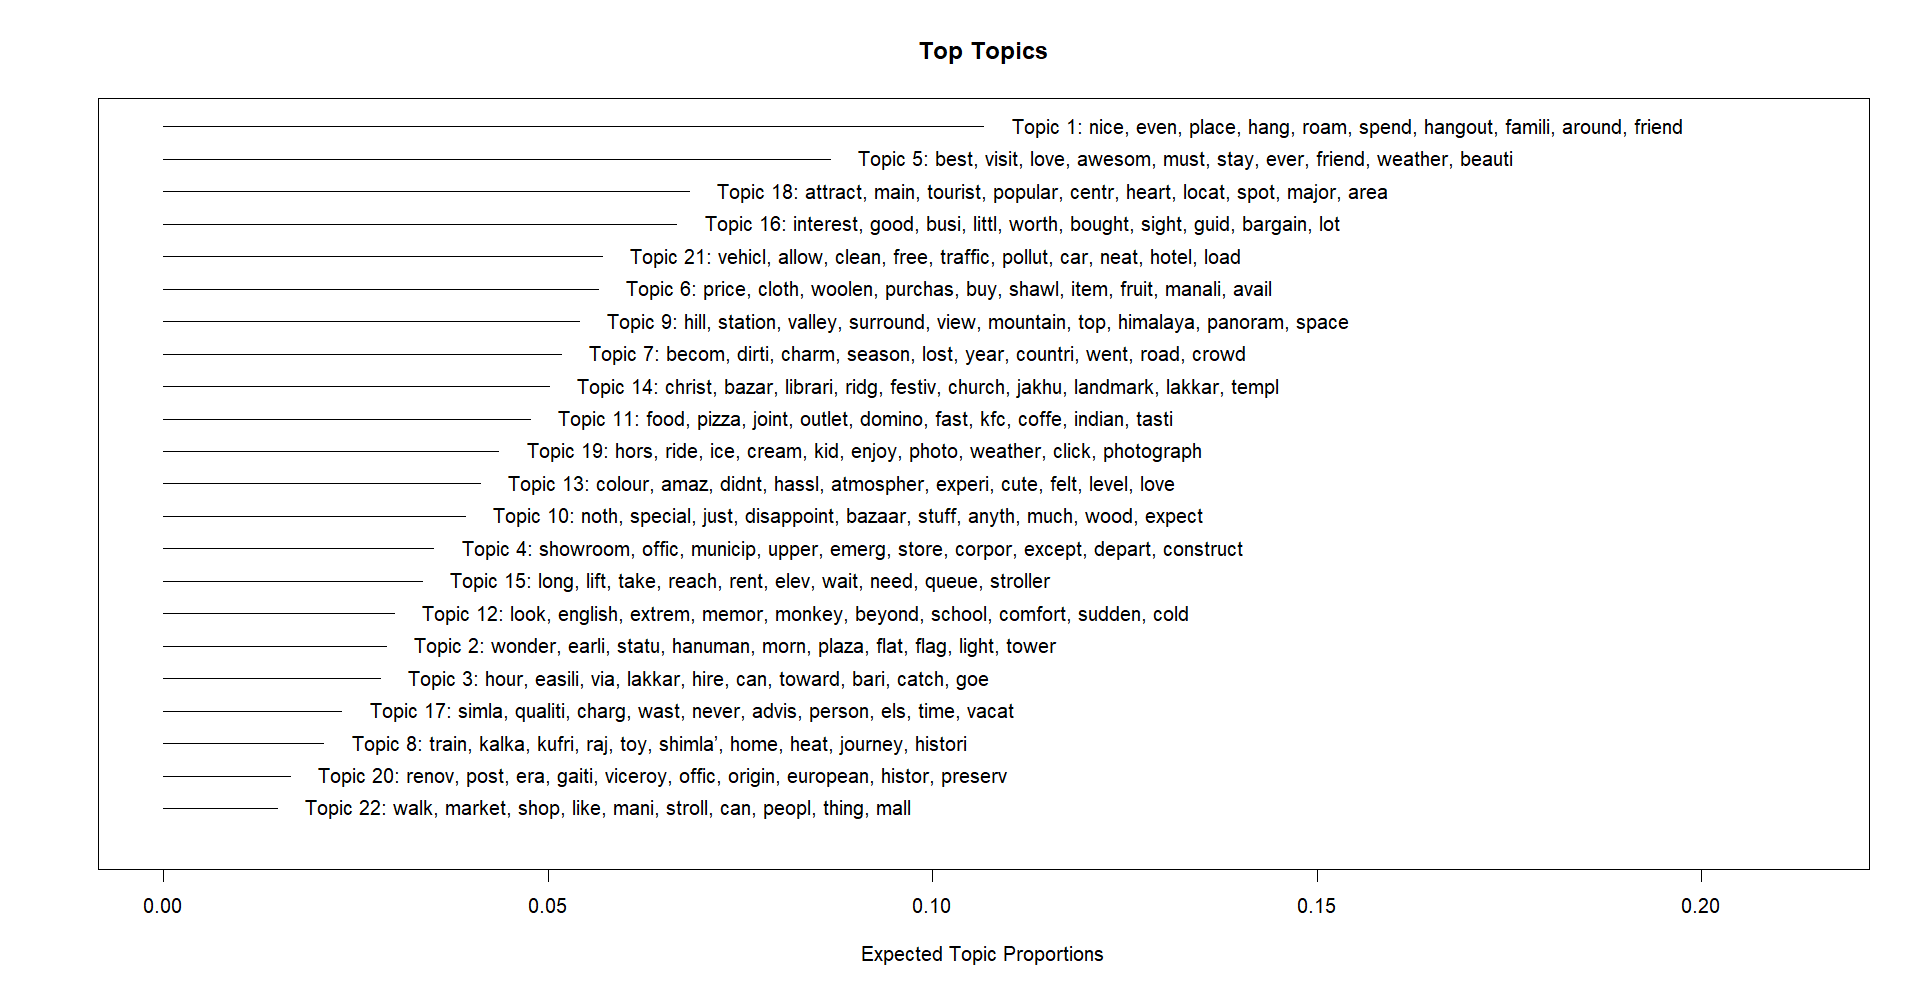 Top Topics
Topic 1: nice, even, place, hang, roam, spend, hangout, famili, around, friend
Topic 5: best, visit, love, awesom, must, stay, ever, friend, weather, beauti
Topic 18: attract, main, tourist, popular, centr, heart, locat, spot, major, area
Topic 16: interest, good, busi, littl, worth, bought, sight, guid, bargain, lot
Topic 21: vehicl, allow, clean, free, traffic, pollut, car, neat, hotel, load
Topic 6: price, cloth, woolen, purchas, buy, shawl, item, fruit, manali, avail
Topic 9: hill, station, valley, surround, view, mountain, top, himalaya, panoram, space
Topic 7: becom, dirti, charm, season, lost, year, countri, went, road, crowd
Topic 14: christ, bazar, librari, ridg, festiv, church, jakhu, landmark, lakkar, templ
Topic 11: food, pizza, joint, outlet, domino, fast, kfc, coffe, indian, tasti
Topic 19: hors, ride, ice, cream, kid, enjoy, photo, weather, click, photograph
Topic 13: colour, amaz, didnt, hassl, atmospher, experi, cute, felt, level, love
Topic 10: noth, special, just, disappoint, bazaar, stuff, anyth, much, wood, expect
Topic 4: showroom, offic, municip, upper, emerg, store, corpor, except, depart, construct
Topic 15: long, lift, take, reach, rent, elev, wait, need, queue, stroller
Topic 12: look, english, extrem, memor, monkey, beyond, school, comfort, sudden, cold
Topic 2: wonder, earli, statu, hanuman, morn, plaza, flat, flag, light, tower
Topic 3: hour, easili, via, lakkar, hire, can, toward, bari, catch, goe
Topic 17: simla, qualiti, charg, wast, never, advis, person, els, time, vacat
Topic 8: train, kalka, kufri, raj, toy, shimla’, home, heat, journey, histori
Topic 20: renov, post, era, gaiti, viceroy, offic, origin, european, histor, preserv
Topic 22: walk, market, shop, like, mani, stroll, can, peopl, thing, mall
0.00 0.05 0.10 0.15 0.20
Expected Topic Proportions